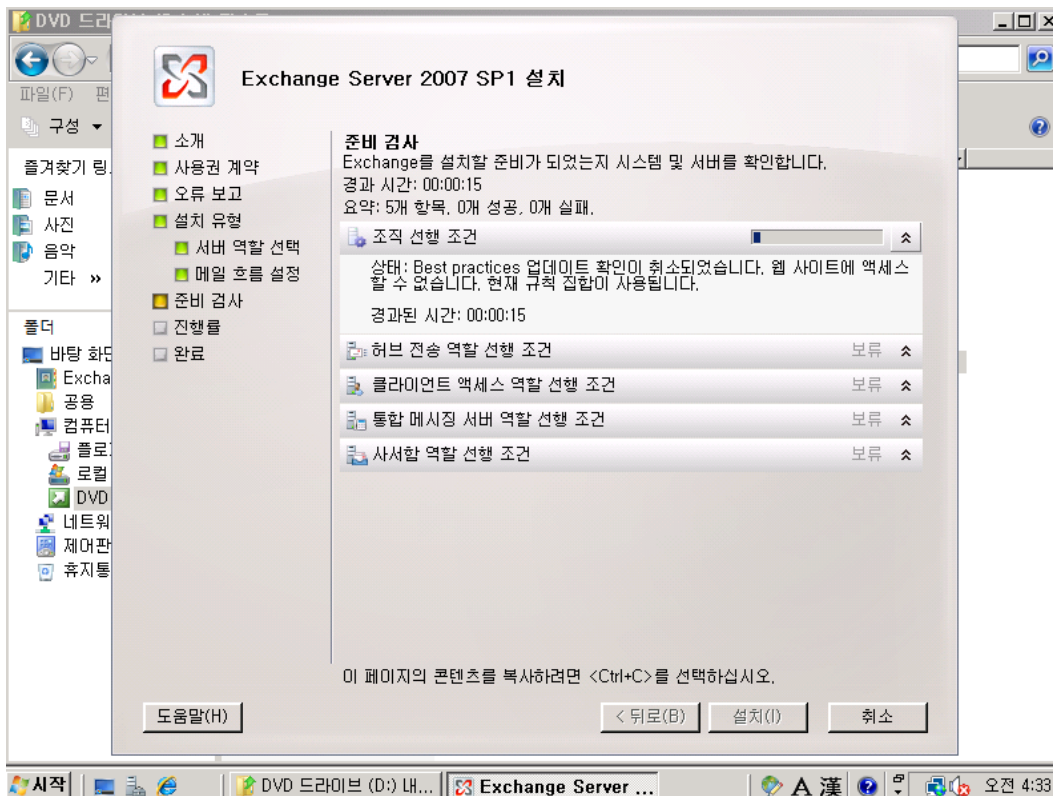 DVD 드라
Exchange Server 2007 SP1 설치
파일(F) 편
구성
즐겨찾기 링.
문서
사진
음악
기타 »
폴더
바탕 화면
Excha
공용
컴퓨터
로컬
DVD
네트워
제어판
휴지통
소개
사용권 계약
오류 보고
설치 유형
서버 역할 선택
메일 흐름 설정
준비 검사
진행률
완료
준비 검사
Exchange를 설치할 준비가 되었는지 시스템 및 서버를 확인합니다.
경과 시간: 00:00:15
요약: 5개 항목. 0개 성공, 0개 실패.
조직 선행 조건
상태: Best practices 업데이트 확인이 취소되었습니다. 웹 사이트에 액세스
할 수 없습니다. 현재 규칙 집합이 사용됩니다.
경과된 시간: 00:00:15
허브 전송 역할 선행 조건 보류
클라이언트 액세스 역할 선행 조건 보류
통합 메시징 서버 역할 선행 조건 보류
사서함 역할 선행 조건 보류
이 페이지의 콘텐츠를 복사하려면 <Ctrl+C>를 선택하십시오.
도움말(H) < 뒤로(B) 설치(I) 취소
시작 DVD 드라이브 (D:) 내... Exchange Server ... A 漢 오전 4:33